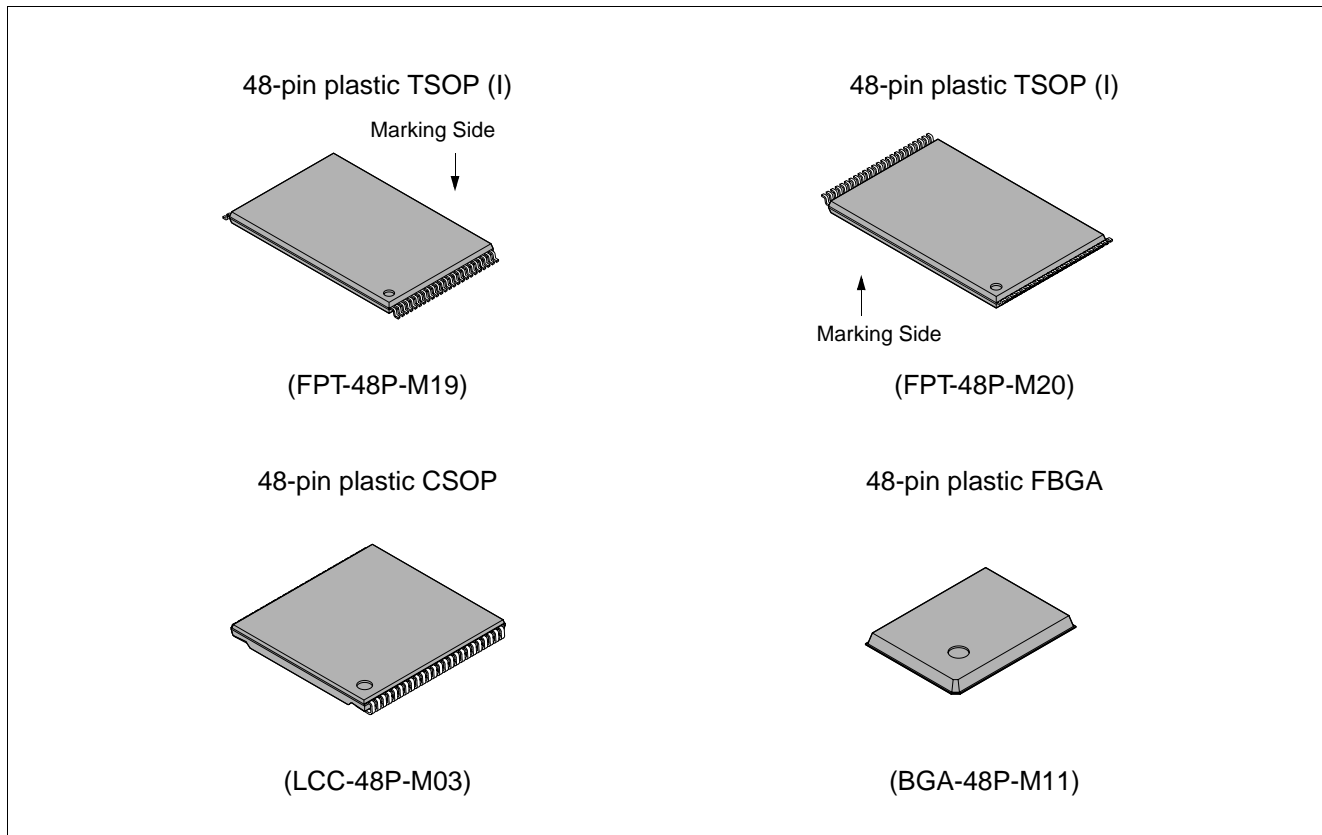 48-pin plastic TSOP (I)
Marking Side
(FPT-48P-M19)
48-pin plastic TSOP (I)
Marking Side
(FPT-48P-M20)
48-pin plastic CSOP
(LCC-48P-M03)
48-pin plastic FBGA
(BGA-48P-M11)